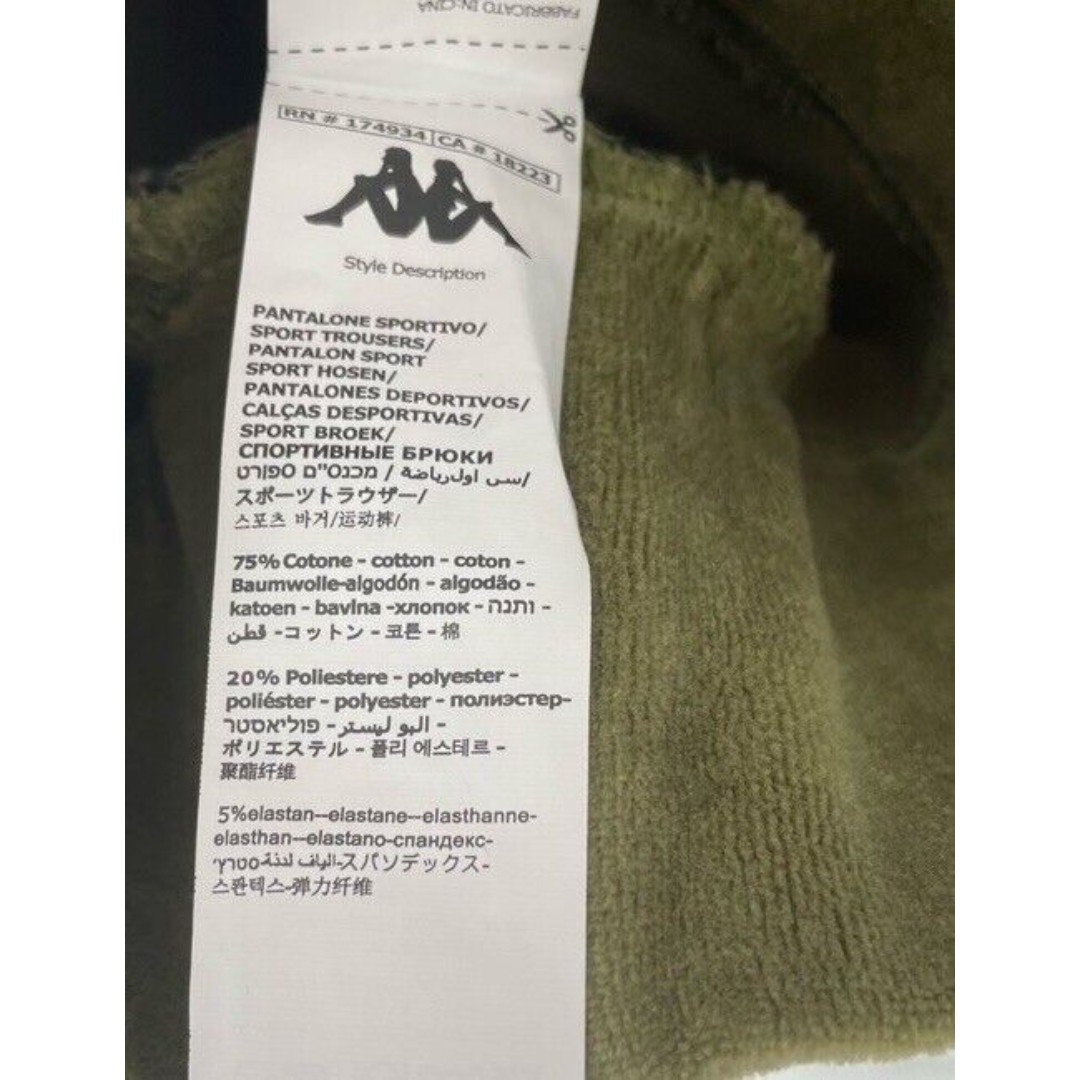 FABBRICATO IN:CINA
RN # 174934 CA # 18223
Style Description
PANTALONE SPORTIVO/
SPORT TROUSERS/
PANTALON SPORT
SPORT HOSEN/
PANTALONES DEPORTIVOS/
CALÇAS DESPORTIVAS/
SPORT BROEK/
СПОРТИВНЫЕ БРЮКИ
מכנס"ם ספורט / سى اولرياضة/
スポーツトラウザー/
스포츠 바거/运动裤/
75% Cotone - cotton - coton -
Baumwolle-algodón - algodão -
katoen - bavlna -хлопок - ותנה -
قطن -コットン - 코튼 - 棉
20% Poliestere - polyester -
poliéster - polyester - полиэстер-
פוליאסטר - البو ليستر -
ポリエステル - 폴리 에스테르 -
聚酯纤维
5%elastan--elastane--elasthanne-
elasthan--elastano-спандекс-
סטרץ'-الياف لدنة-スパソデックス-
스판텍스-弹力纤维